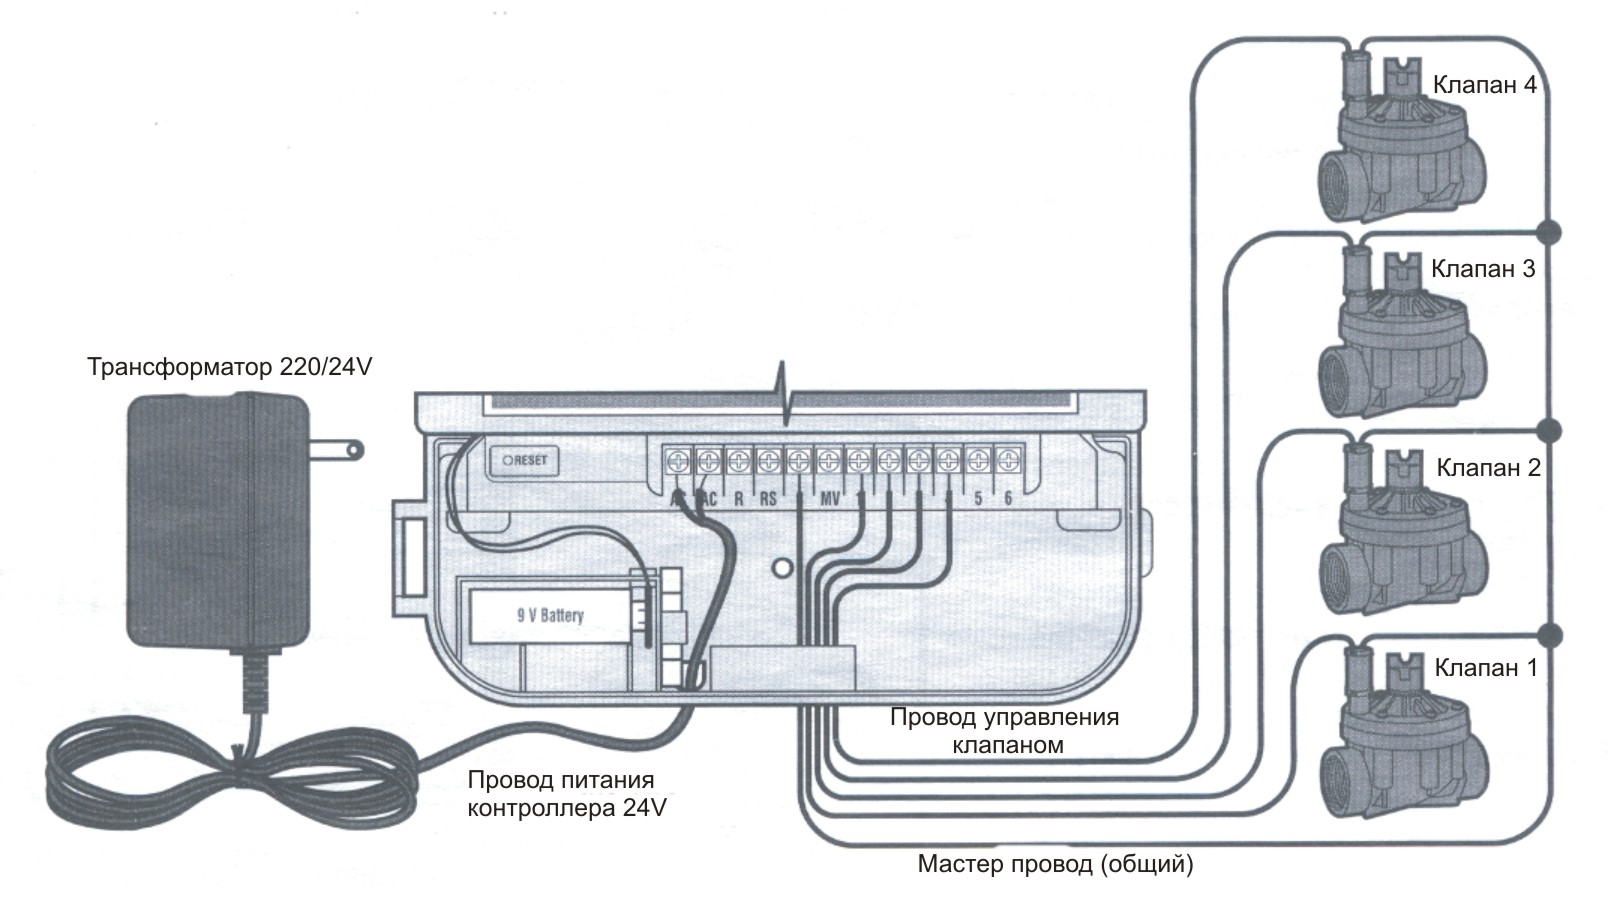 Клапан 4
Клапан 3
Трансформатор 220/24V
RESET
AC R RS MV 5 6
Клапан 2
9 V Battery
Клапан 1
Провод управления
клапаном
Провод питания
контроллера 24V
Мастер провод (общий)